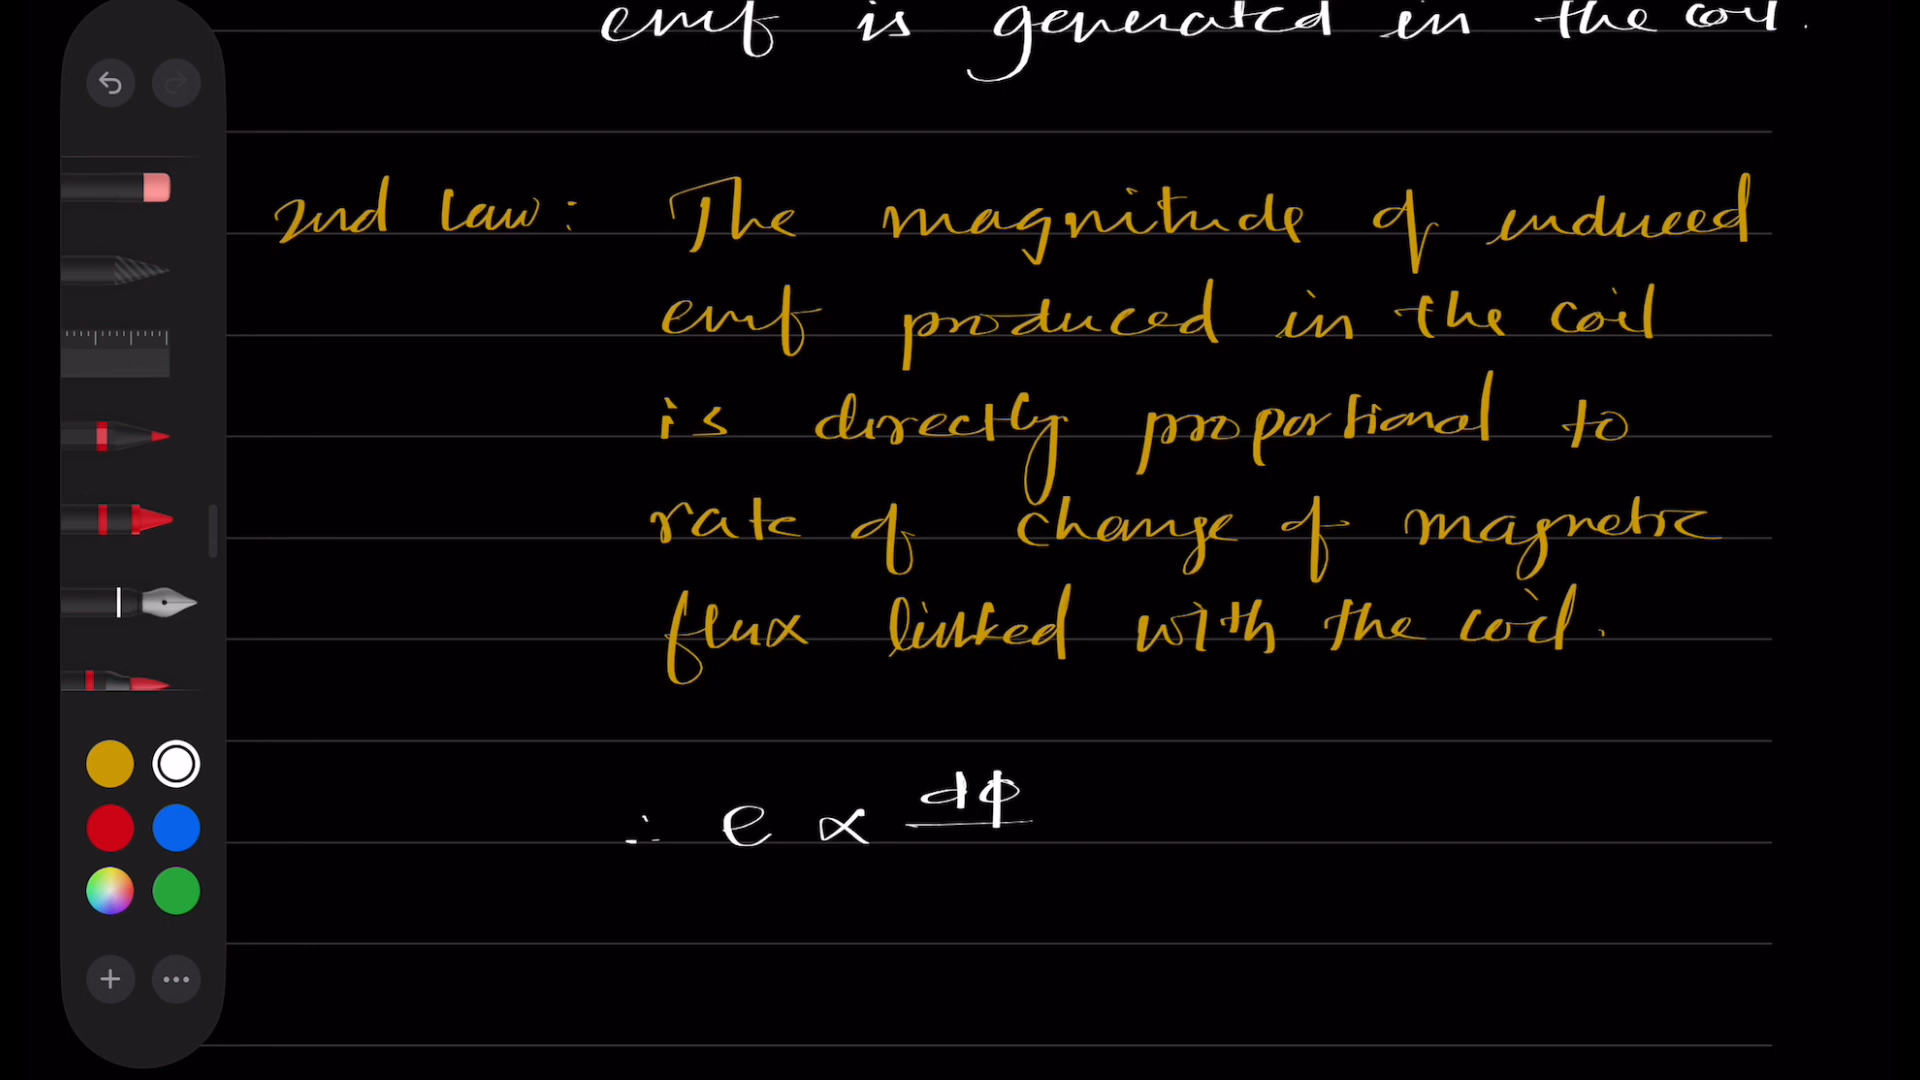 emf is generated in the coil.
2nd law: The magnitude of induced
emf produced in the coil
is directly proportional to
rate of change of magnetic
flux linked with the coil.
∴ e ∝ dϕ